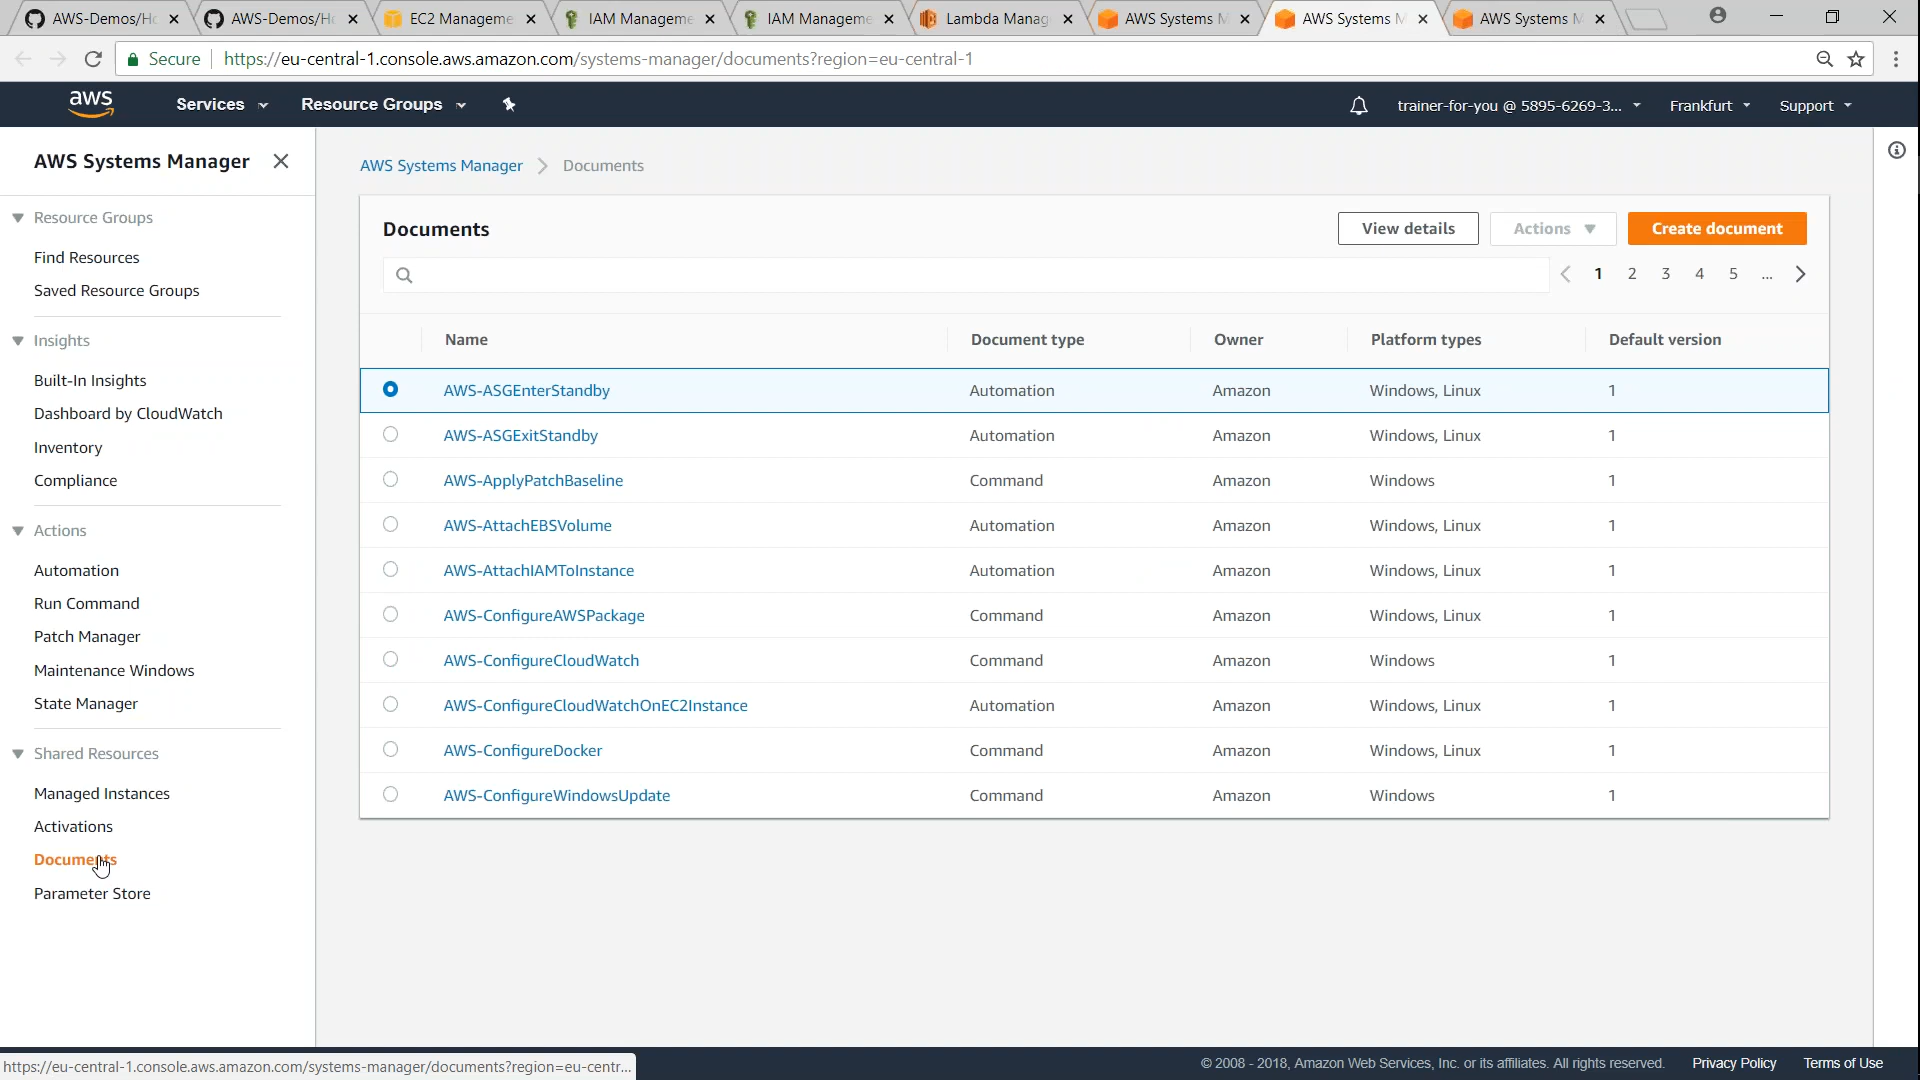 AWS-Demos/Ho
AWS-Demos/Ho
EC2 Manageme
IAM Manageme
IAM Manageme
Lambda Manag
AWS Systems M
AWS Systems M
AWS Systems M
Secure https://eu-central-1.console.aws.amazon.com/systems-manager/documents?region=eu-central-1
aws Services Resource Groups trainer-for-you @ 5895-6269-3... Frankfurt Support
AWS Systems Manager
Resource Groups
Find Resources
Saved Resource Groups
Insights
Built-In Insights
Dashboard by CloudWatch
Inventory
Compliance
Actions
Automation
Run Command
Patch Manager
Maintenance Windows
State Manager
Shared Resources
Managed Instances
Activations
Documents
Parameter Store
AWS Systems Manager Documents
Documents View details Actions Create document
1 2 3 4 5 ...
Name Document type Owner Platform types Default version
AWS-ASGEnterStandby Automation Amazon Windows, Linux 1
AWS-ASGExitStandby Automation Amazon Windows, Linux 1
AWS-ApplyPatchBaseline Command Amazon Windows 1
AWS-AttachEBSVolume Automation Amazon Windows, Linux 1
AWS-AttachIAMToInstance Automation Amazon Windows, Linux 1
AWS-ConfigureAWSPackage Command Amazon Windows, Linux 1
AWS-ConfigureCloudWatch Command Amazon Windows 1
AWS-ConfigureCloudWatchOnEC2Instance Automation Amazon Windows, Linux 1
AWS-ConfigureDocker Command Amazon Windows, Linux 1
AWS-ConfigureWindowsUpdate Command Amazon Windows 1
https://eu-central-1.console.aws.amazon.com/systems-manager/documents?region=eu-centr...
© 2008 - 2018, Amazon Web Services, Inc. or its affiliates. All rights reserved. Privacy Policy Terms of Use